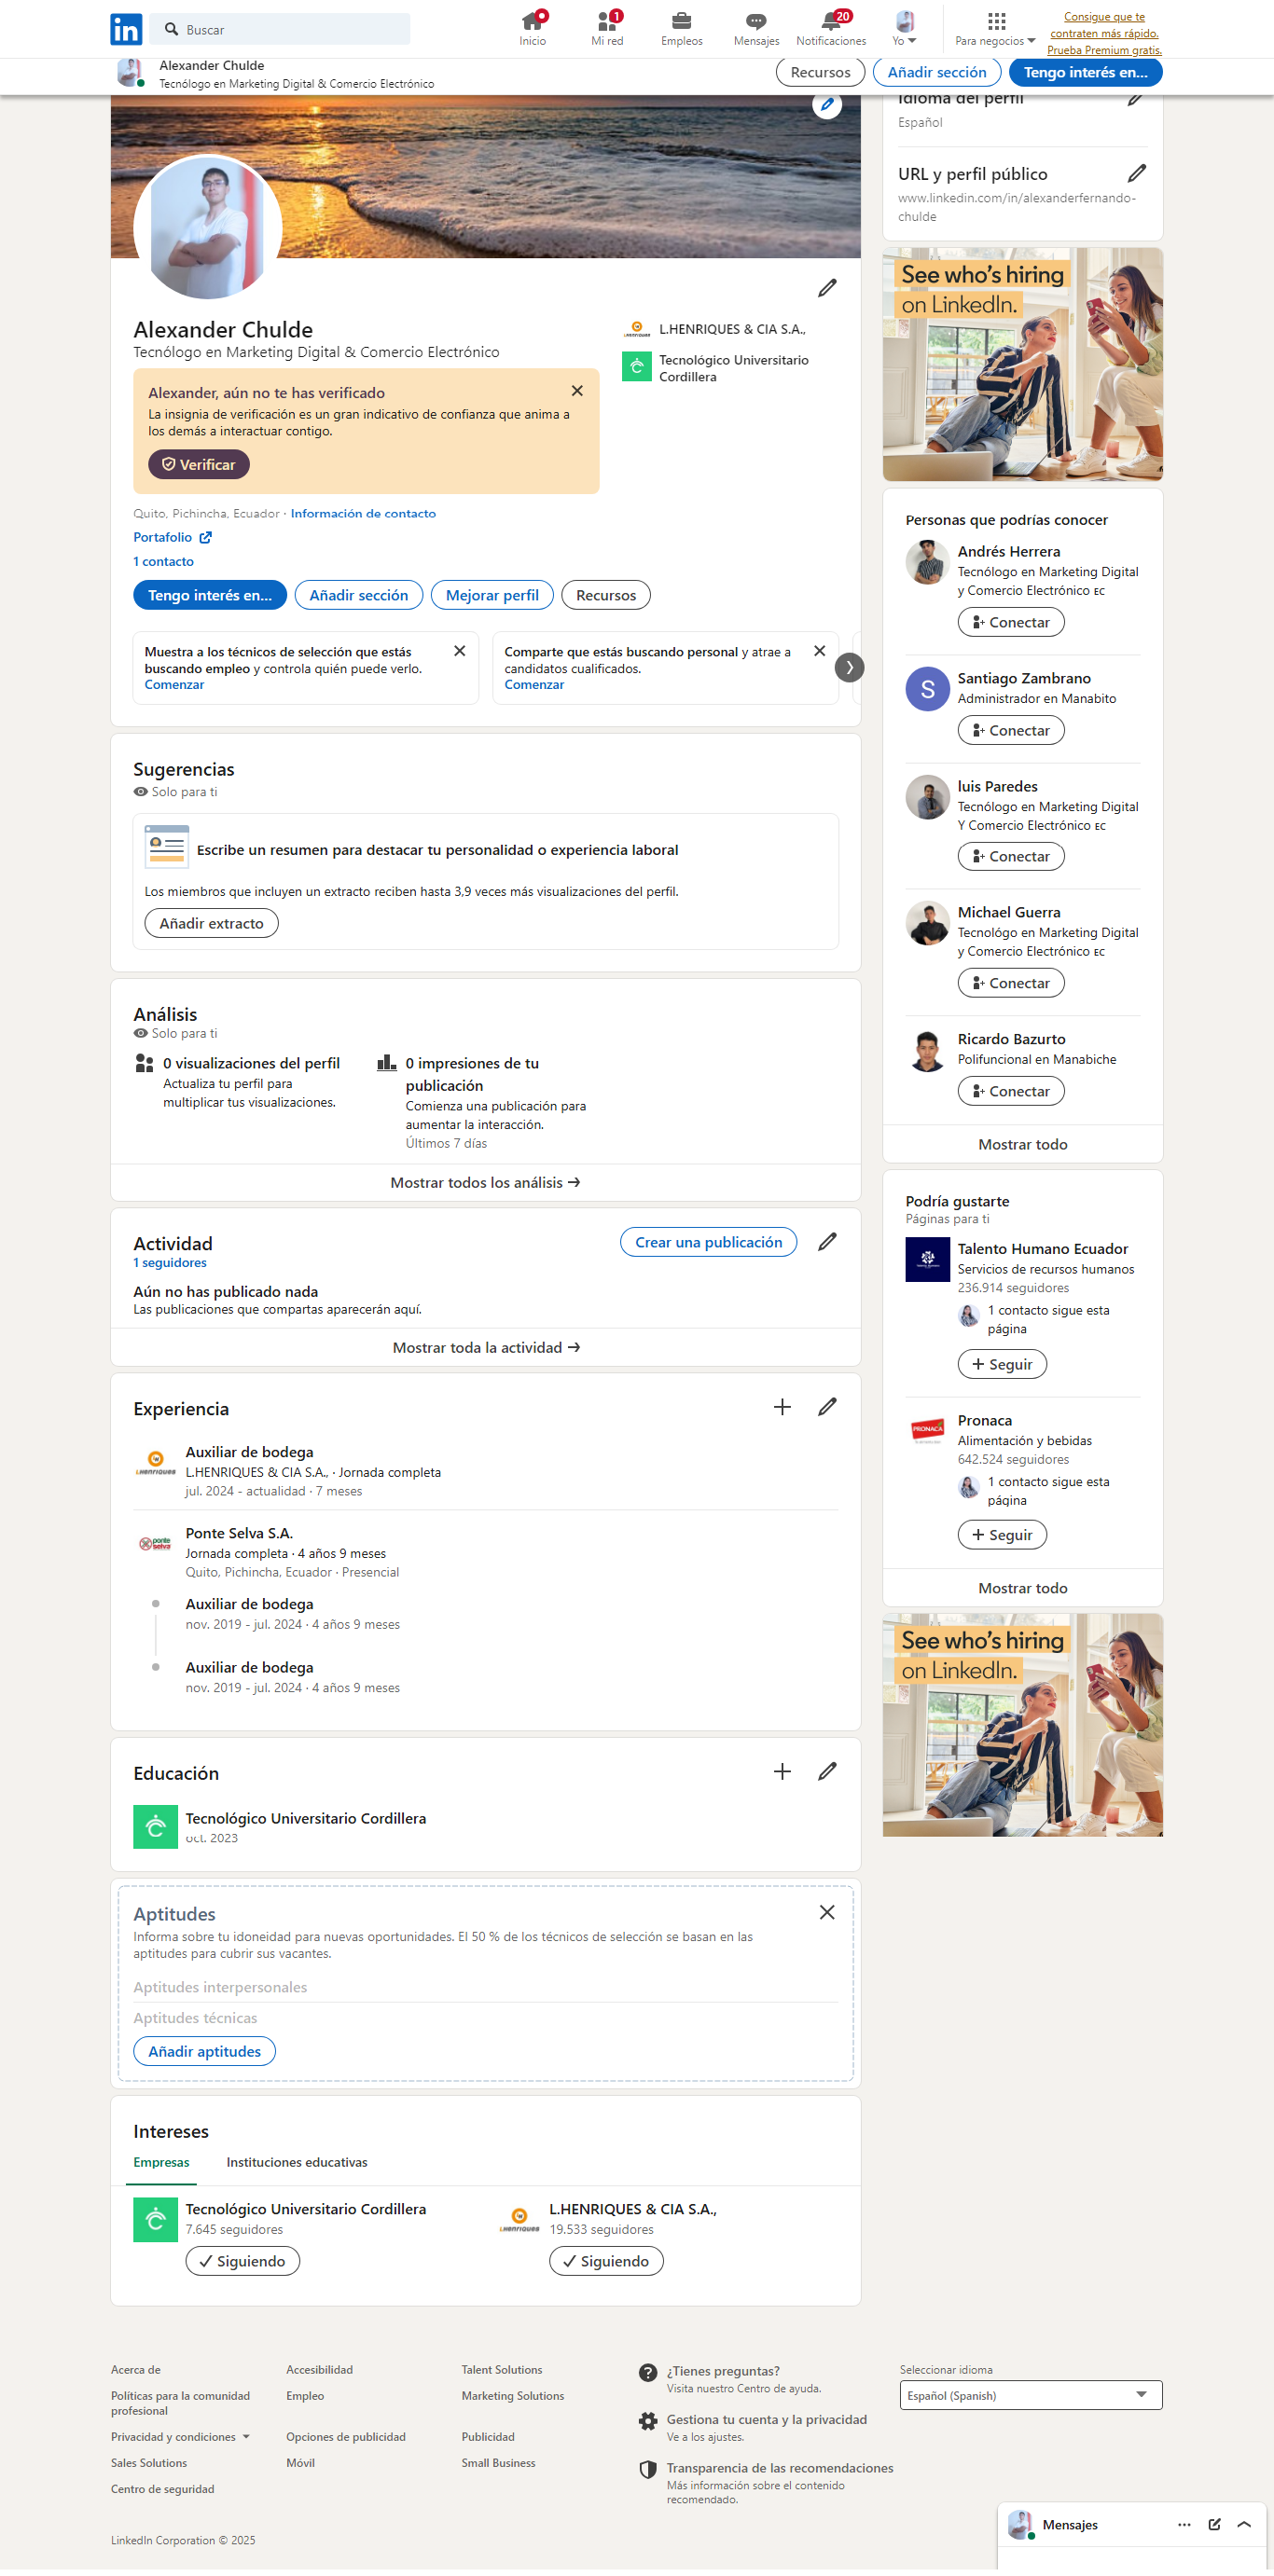 Buscar
Inicio
1
Mi red
Empleos
Mensajes
20
Notificaciones
Yo
Para negocios
Consigue que te
contraten más rápido.
Prueba Premium gratis.
Alexander Chulde
Tecnólogo en Marketing Digital & Comercio Electrónico
Recursos
Añadir sección
Tengo interés en...
Idioma del perfil
Español
URL y perfil público
www.linkedin.com/in/alexanderfernando-
chulde
See who's hiring
on LinkedIn.
Alexander Chulde
Tecnólogo en Marketing Digital & Comercio Electrónico
L.HENRIQUES & CIA S.A.,
Tecnológico Universitario
Cordillera
Alexander, aún no te has verificado
La insignia de verificación es un gran indicativo de confianza que anima a
los demás a interactuar contigo.
Verificar
Quito, Pichincha, Ecuador · Información de contacto
Portafolio
1 contacto
Tengo interés en...
Añadir sección
Mejorar perfil
Recursos
Muestra a los técnicos de selección que estás
buscando empleo y controla quién puede verlo.
Comenzar
Comparte que estás buscando personal y atrae a
candidatos cualificados.
Comenzar
Sugerencias
Solo para ti
Escribe un resumen para destacar tu personalidad o experiencia laboral
Los miembros que incluyen un extracto reciben hasta 3,9 veces más visualizaciones del perfil.
Añadir extracto
Análisis
Solo para ti
0 visualizaciones del perfil
Actualiza tu perfil para
multiplicar tus visualizaciones.
0 impresiones de tu
publicación
Comienza una publicación para
aumentar la interacción.
Últimos 7 días
Mostrar todos los análisis →
Actividad
1 seguidores
Crear una publicación
Aún no has publicado nada
Las publicaciones que compartas aparecerán aquí.
Mostrar toda la actividad →
Experiencia
Auxiliar de bodega
L.HENRIQUES & CIA S.A., · Jornada completa
jul. 2024 - actualidad · 7 meses
Ponte Selva S.A.
Jornada completa · 4 años 9 meses
Quito, Pichincha, Ecuador · Presencial
Auxiliar de bodega
nov. 2019 - jul. 2024 · 4 años 9 meses
Auxiliar de bodega
nov. 2019 - jul. 2024 · 4 años 9 meses
Educación
Tecnológico Universitario Cordillera
oct. 2023
Aptitudes
Informa sobre tu idoneidad para nuevas oportunidades. El 50 % de los técnicos de selección se basan en las
aptitudes para cubrir sus vacantes.
Aptitudes interpersonales
Aptitudes técnicas
Añadir aptitudes
Intereses
Empresas
Instituciones educativas
Tecnológico Universitario Cordillera
7.645 seguidores
Siguiendo
L.HENRIQUES & CIA S.A.,
19.533 seguidores
Siguiendo
Personas que podrías conocer
Andrés Herrera
Tecnólogo en Marketing Digital
y Comercio Electrónico EC
Conectar
S
Santiago Zambrano
Administrador en Manabito
Conectar
luis Paredes
Tecnólogo en Marketing Digital
Y Comercio Electrónico EC
Conectar
Michael Guerra
Tecnológo en Marketing Digital
y Comercio Electrónico EC
Conectar
Ricardo Bazurto
Polifuncional en Manabiche
Conectar
Mostrar todo
Podría gustarte
Páginas para ti
Talento Humano Ecuador
Servicios de recursos humanos
236.914 seguidores
1 contacto sigue esta
página
Seguir
PRONACA
Pronaca
Alimentación y bebidas
642.524 seguidores
1 contacto sigue esta
página
Seguir
Mostrar todo
See who's hiring
on LinkedIn.
Acerca de
Accesibilidad
Talent Solutions
Políticas para la comunidad
profesional
Empleo
Marketing Solutions
Privacidad y condiciones
Opciones de publicidad
Publicidad
Sales Solutions
Móvil
Small Business
Centro de seguridad
¿Tienes preguntas?
Visita nuestro Centro de ayuda.
Gestiona tu cuenta y la privacidad
Ve a los ajustes.
Transparencia de las recomendaciones
Más información sobre el contenido
recomendado.
Seleccionar idioma
Español (Spanish)
LinkedIn Corporation © 2025
Mensajes